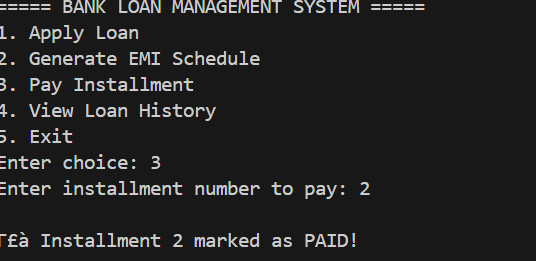 ===== BANK LOAN MANAGEMENT SYSTEM =====
1. Apply Loan
2. Generate EMI Schedule
3. Pay Installment
4. View Loan History
5. Exit
Enter choice: 3
Enter installment number to pay: 2
Γ£à Installment 2 marked as PAID!